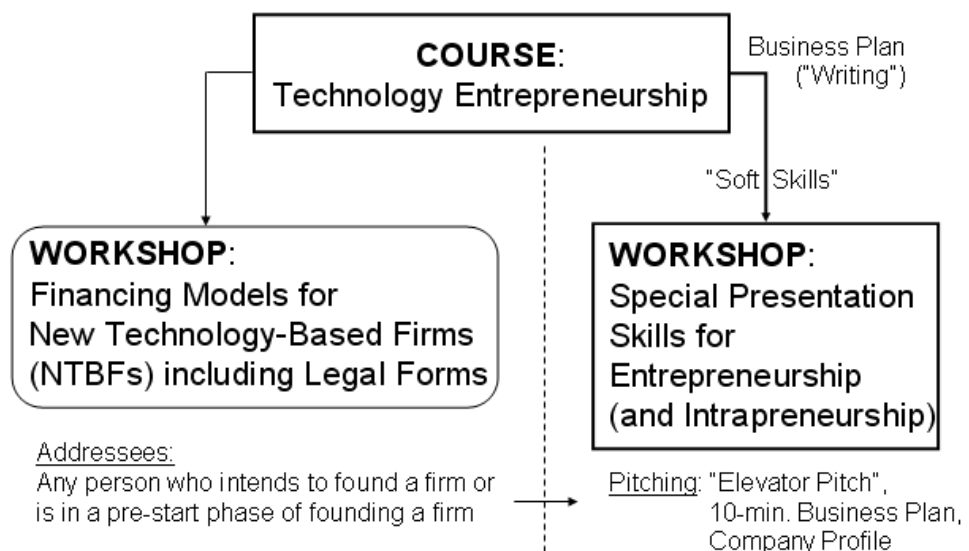 COURSE:
Technology Entrepreneurship
Business Plan
("Writing")
"Soft Skills"
WORKSHOP:
Financing Models for
New Technology-Based Firms
(NTBFs) including Legal Forms
Addressees:
Any person who intends to found a firm or
is in a pre-start phase of founding a firm
WORKSHOP:
Special Presentation
Skills for
Entrepreneurship
(and Intrapreneurship)
Pitching: "Elevator Pitch",
10-min. Business Plan,
Company Profile